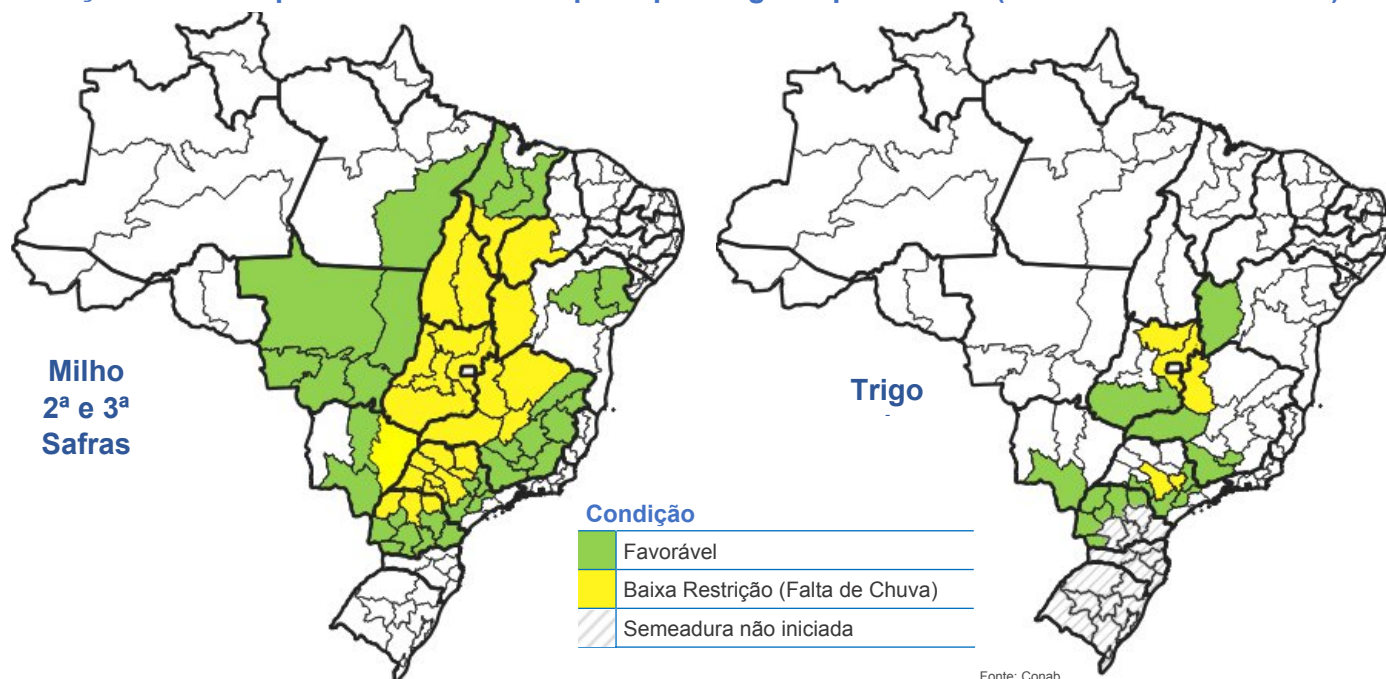 Milho
2ª e 3ª
Safras
Trigo
Condição
Favorável
Baixa Restrição (Falta de Chuva)
Semeadura não iniciada
Fonte: Conab